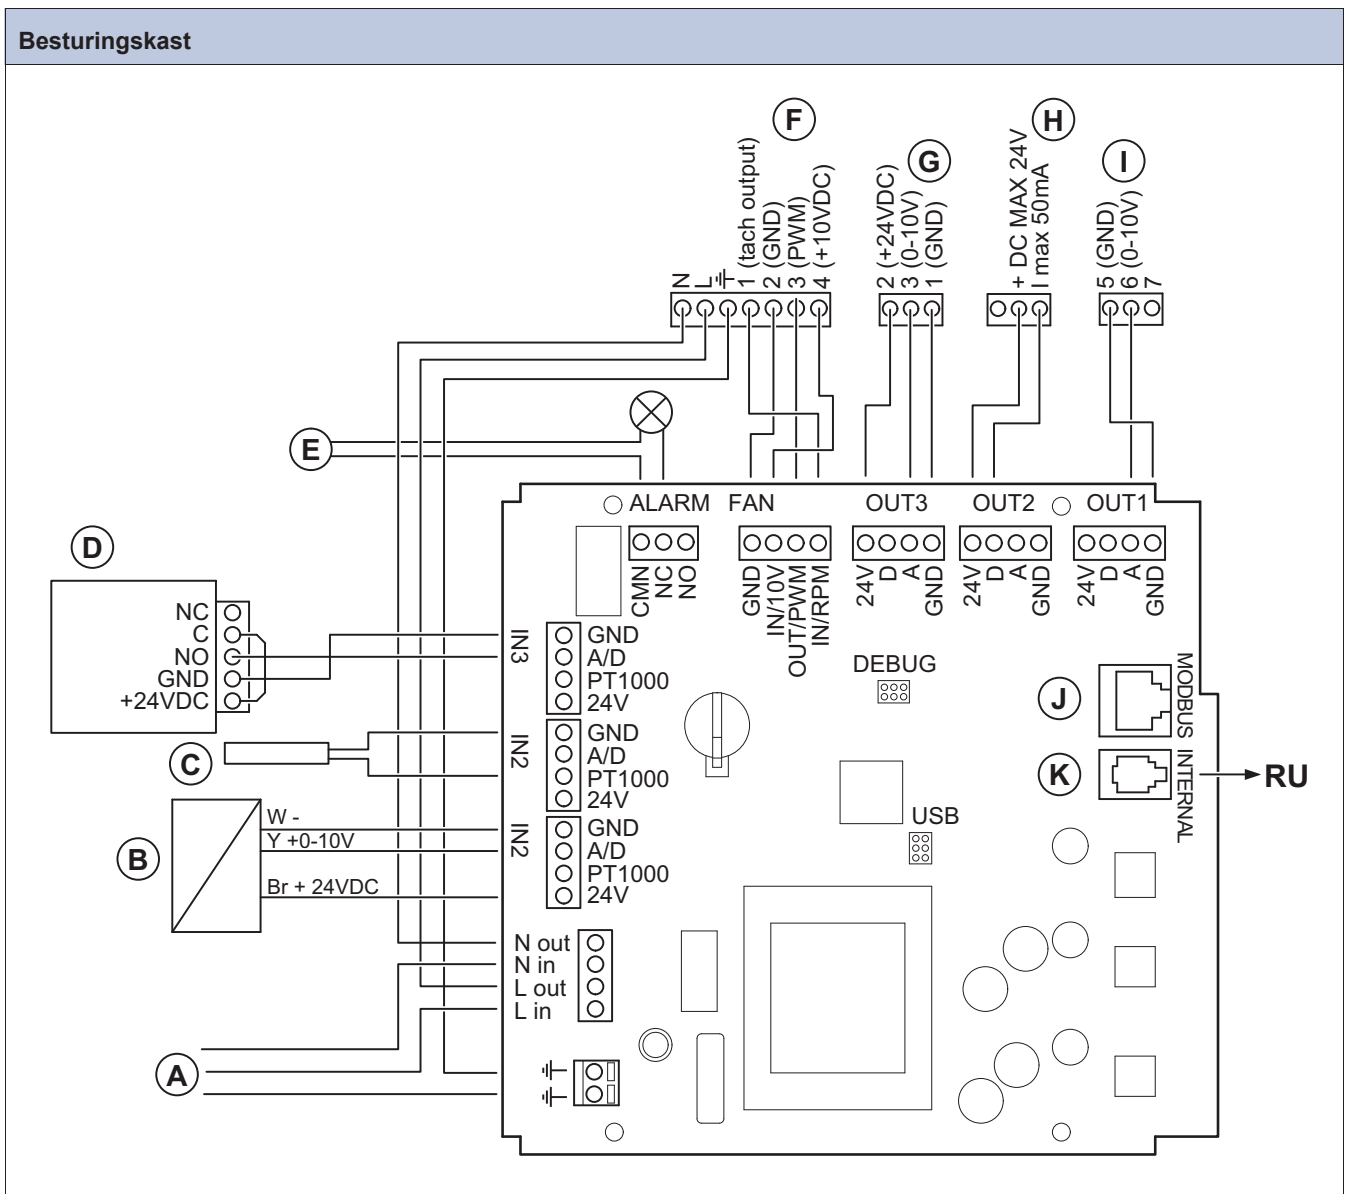 Besturingskast
F
H
G
I
N
L
1 (tach output)
2 (GND)
3 (PWM)
4 (+10VDC)
2 (+24VDC)
3 (0-10V)
1 (GND)
+ DC MAX 24V
I max 50mA
5 (GND)
6 (0-10V)
7
E
ALARM
FAN
OUT3
OUT2
OUT1
CMN
NC
NO
GND
IN/10V
OUT/PWM
IN/RPM
24V
D
A
GND
24V
D
A
GND
24V
D
A
GND
D
NC
C
NO
GND
+24VDC
IN3
GND
A/D
PT1000
24V
DEBUG
J
MODBUS
C
IN2
GND
A/D
PT1000
24V
K
INTERNAL
RU
B
W -
Y +0-10V
Br + 24VDC
IN2
GND
A/D
PT1000
24V
USB
N out
N in
L out
L in
A